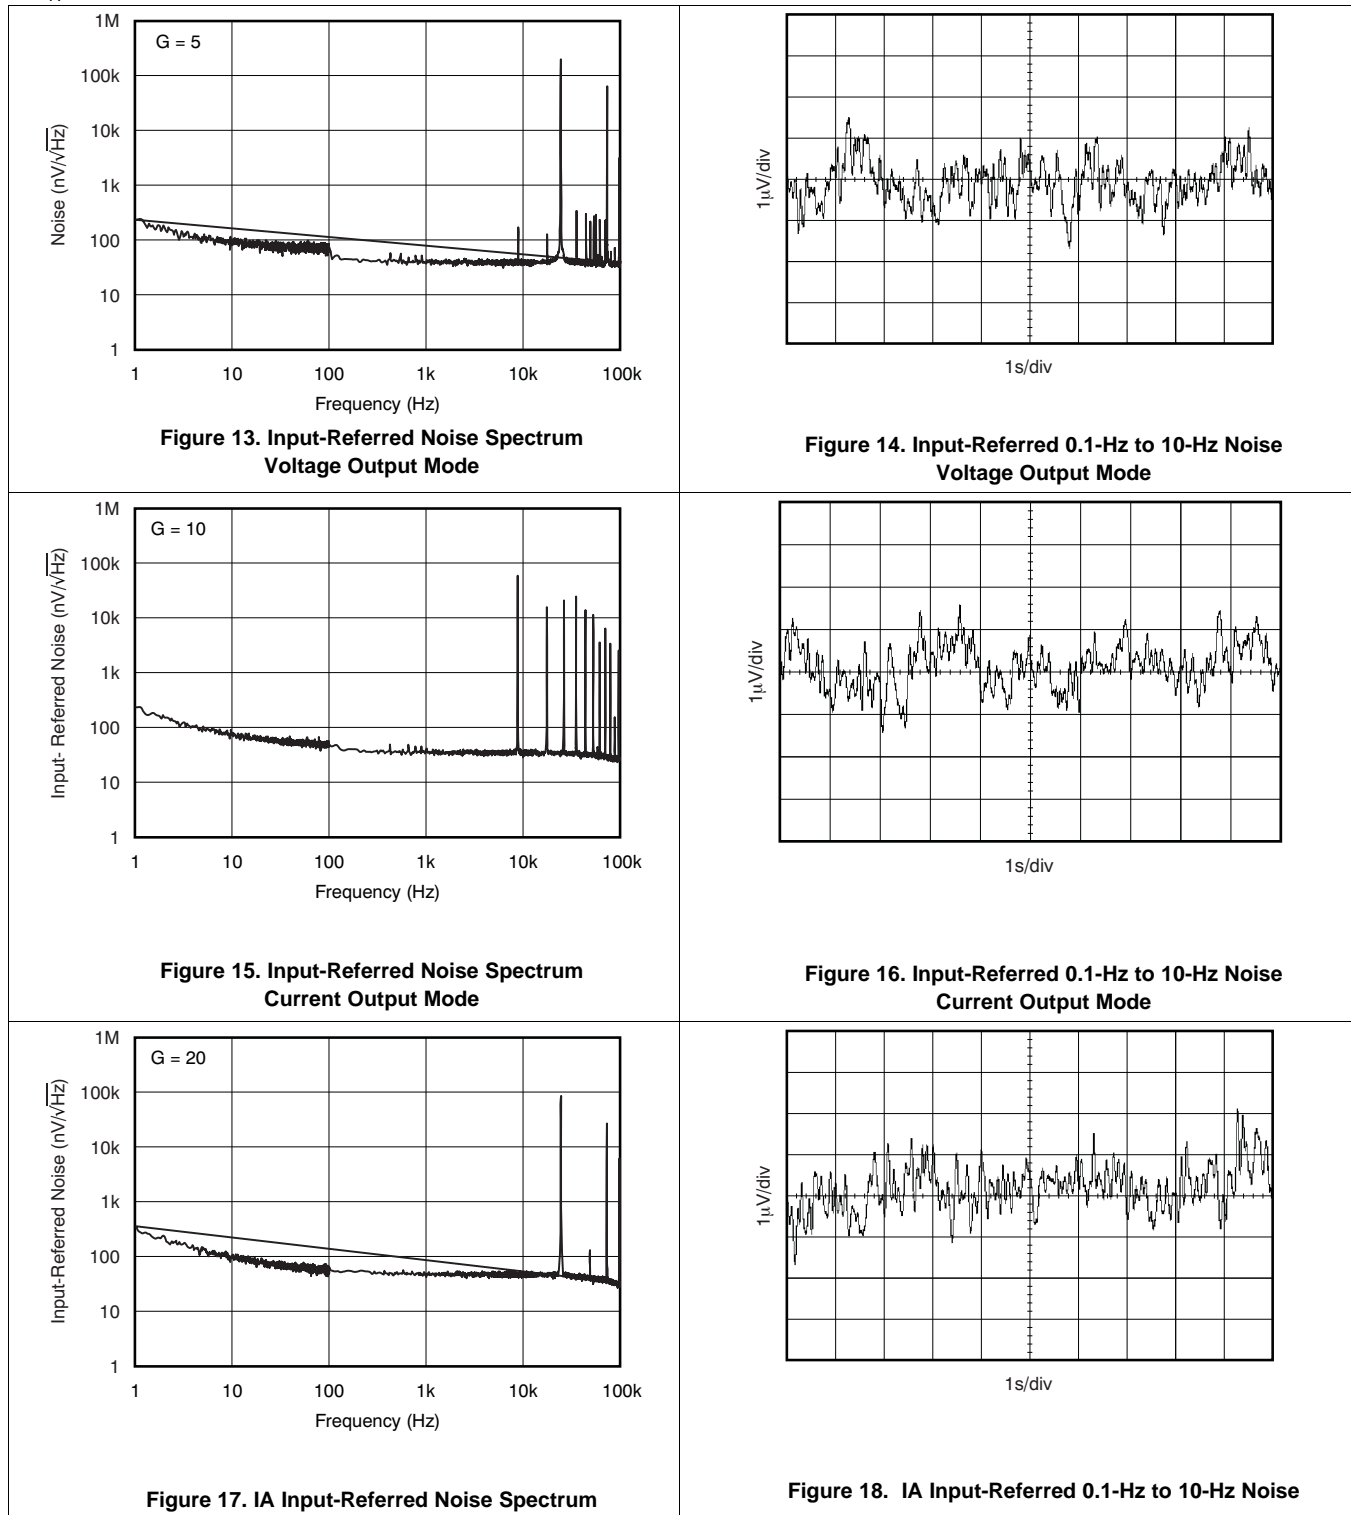 1M
G = 5
100k
10k
1k
100
10
1
Noise (nV/√Hz)
1
10
100
1k
10k
100k
Frequency (Hz)
Figure 13. Input-Referred Noise Spectrum
Voltage Output Mode
1µV/div
1s/div
Figure 14. Input-Referred 0.1-Hz to 10-Hz Noise
Voltage Output Mode
1M
G = 10
100k
10k
1k
100
10
1
Input- Referred Noise (nV/√Hz)
1
10
100
1k
10k
100k
Frequency (Hz)
Figure 15. Input-Referred Noise Spectrum
Current Output Mode
1µV/div
1s/div
Figure 16. Input-Referred 0.1-Hz to 10-Hz Noise
Current Output Mode
1M
G = 20
100k
10k
1k
100
10
1
Input-Referred Noise (nV/√Hz)
1
10
100
1k
10k
100k
Frequency (Hz)
Figure 17. IA Input-Referred Noise Spectrum
1µV/div
1s/div
Figure 18. IA Input-Referred 0.1-Hz to 10-Hz Noise